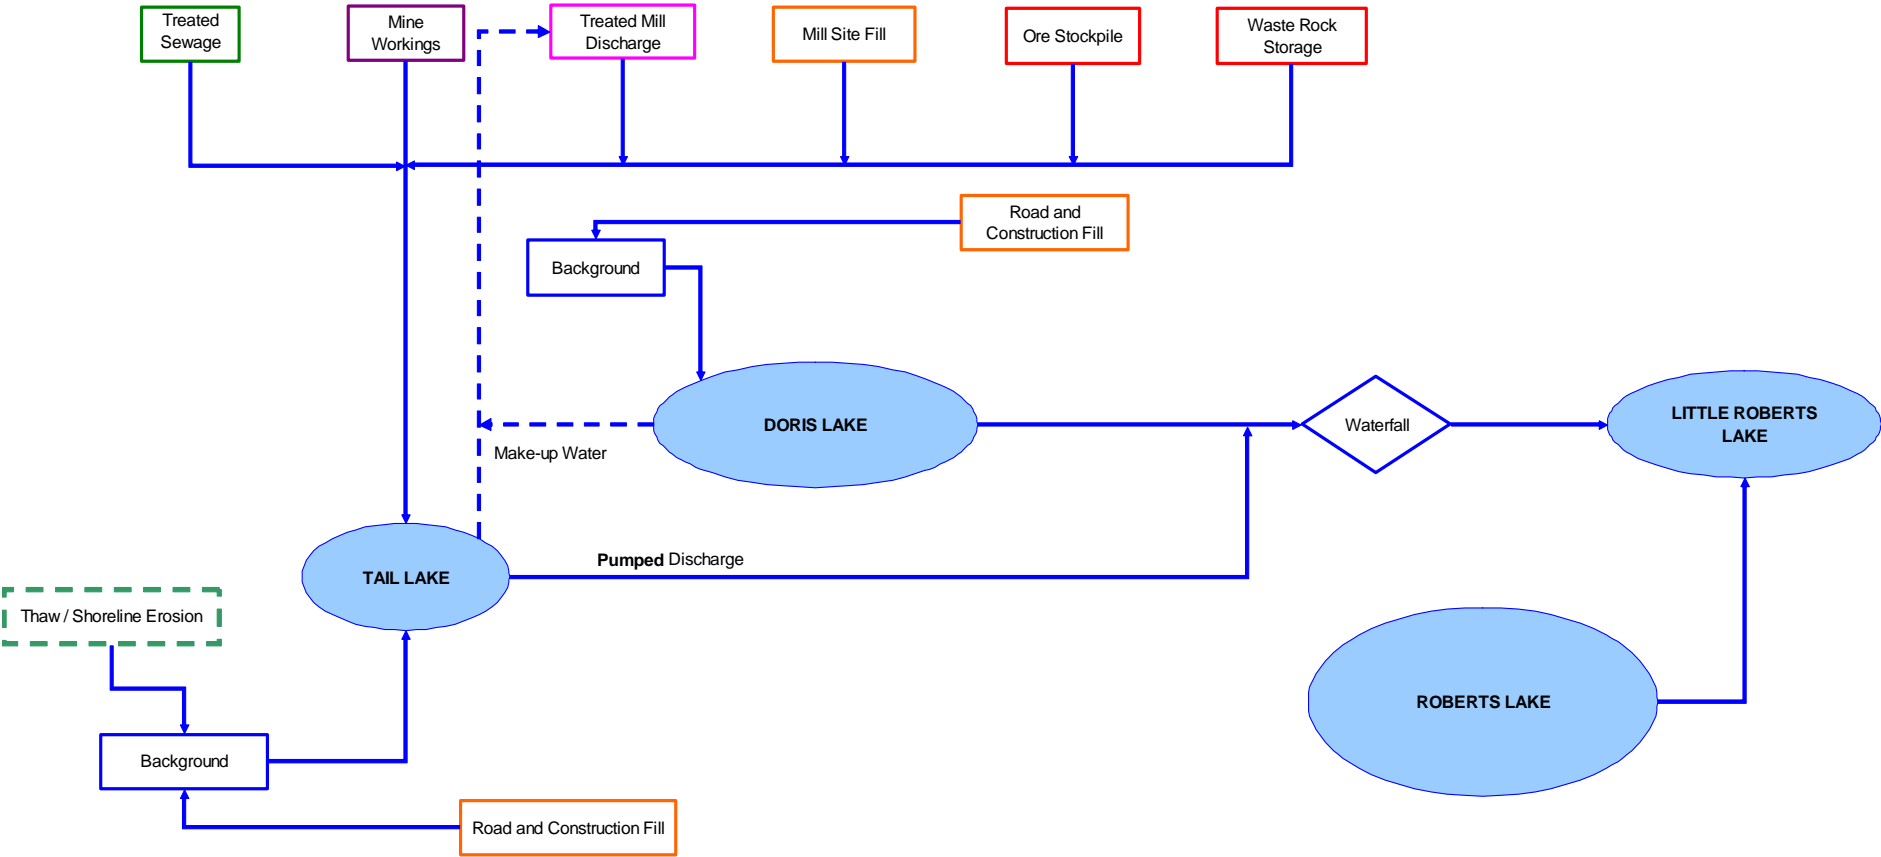 Treated
Sewage
Mine
Workings
Treated Mill
Discharge
Mill Site Fill
Ore Stockpile
Waste Rock
Storage
Road and
Construction Fill
Background
DORIS LAKE
Waterfall
LITTLE ROBERTS
LAKE
Make-up Water
Pumped Discharge
TAIL LAKE
Thaw / Shoreline Erosion
ROBERTS LAKE
Background
Road and Construction Fill